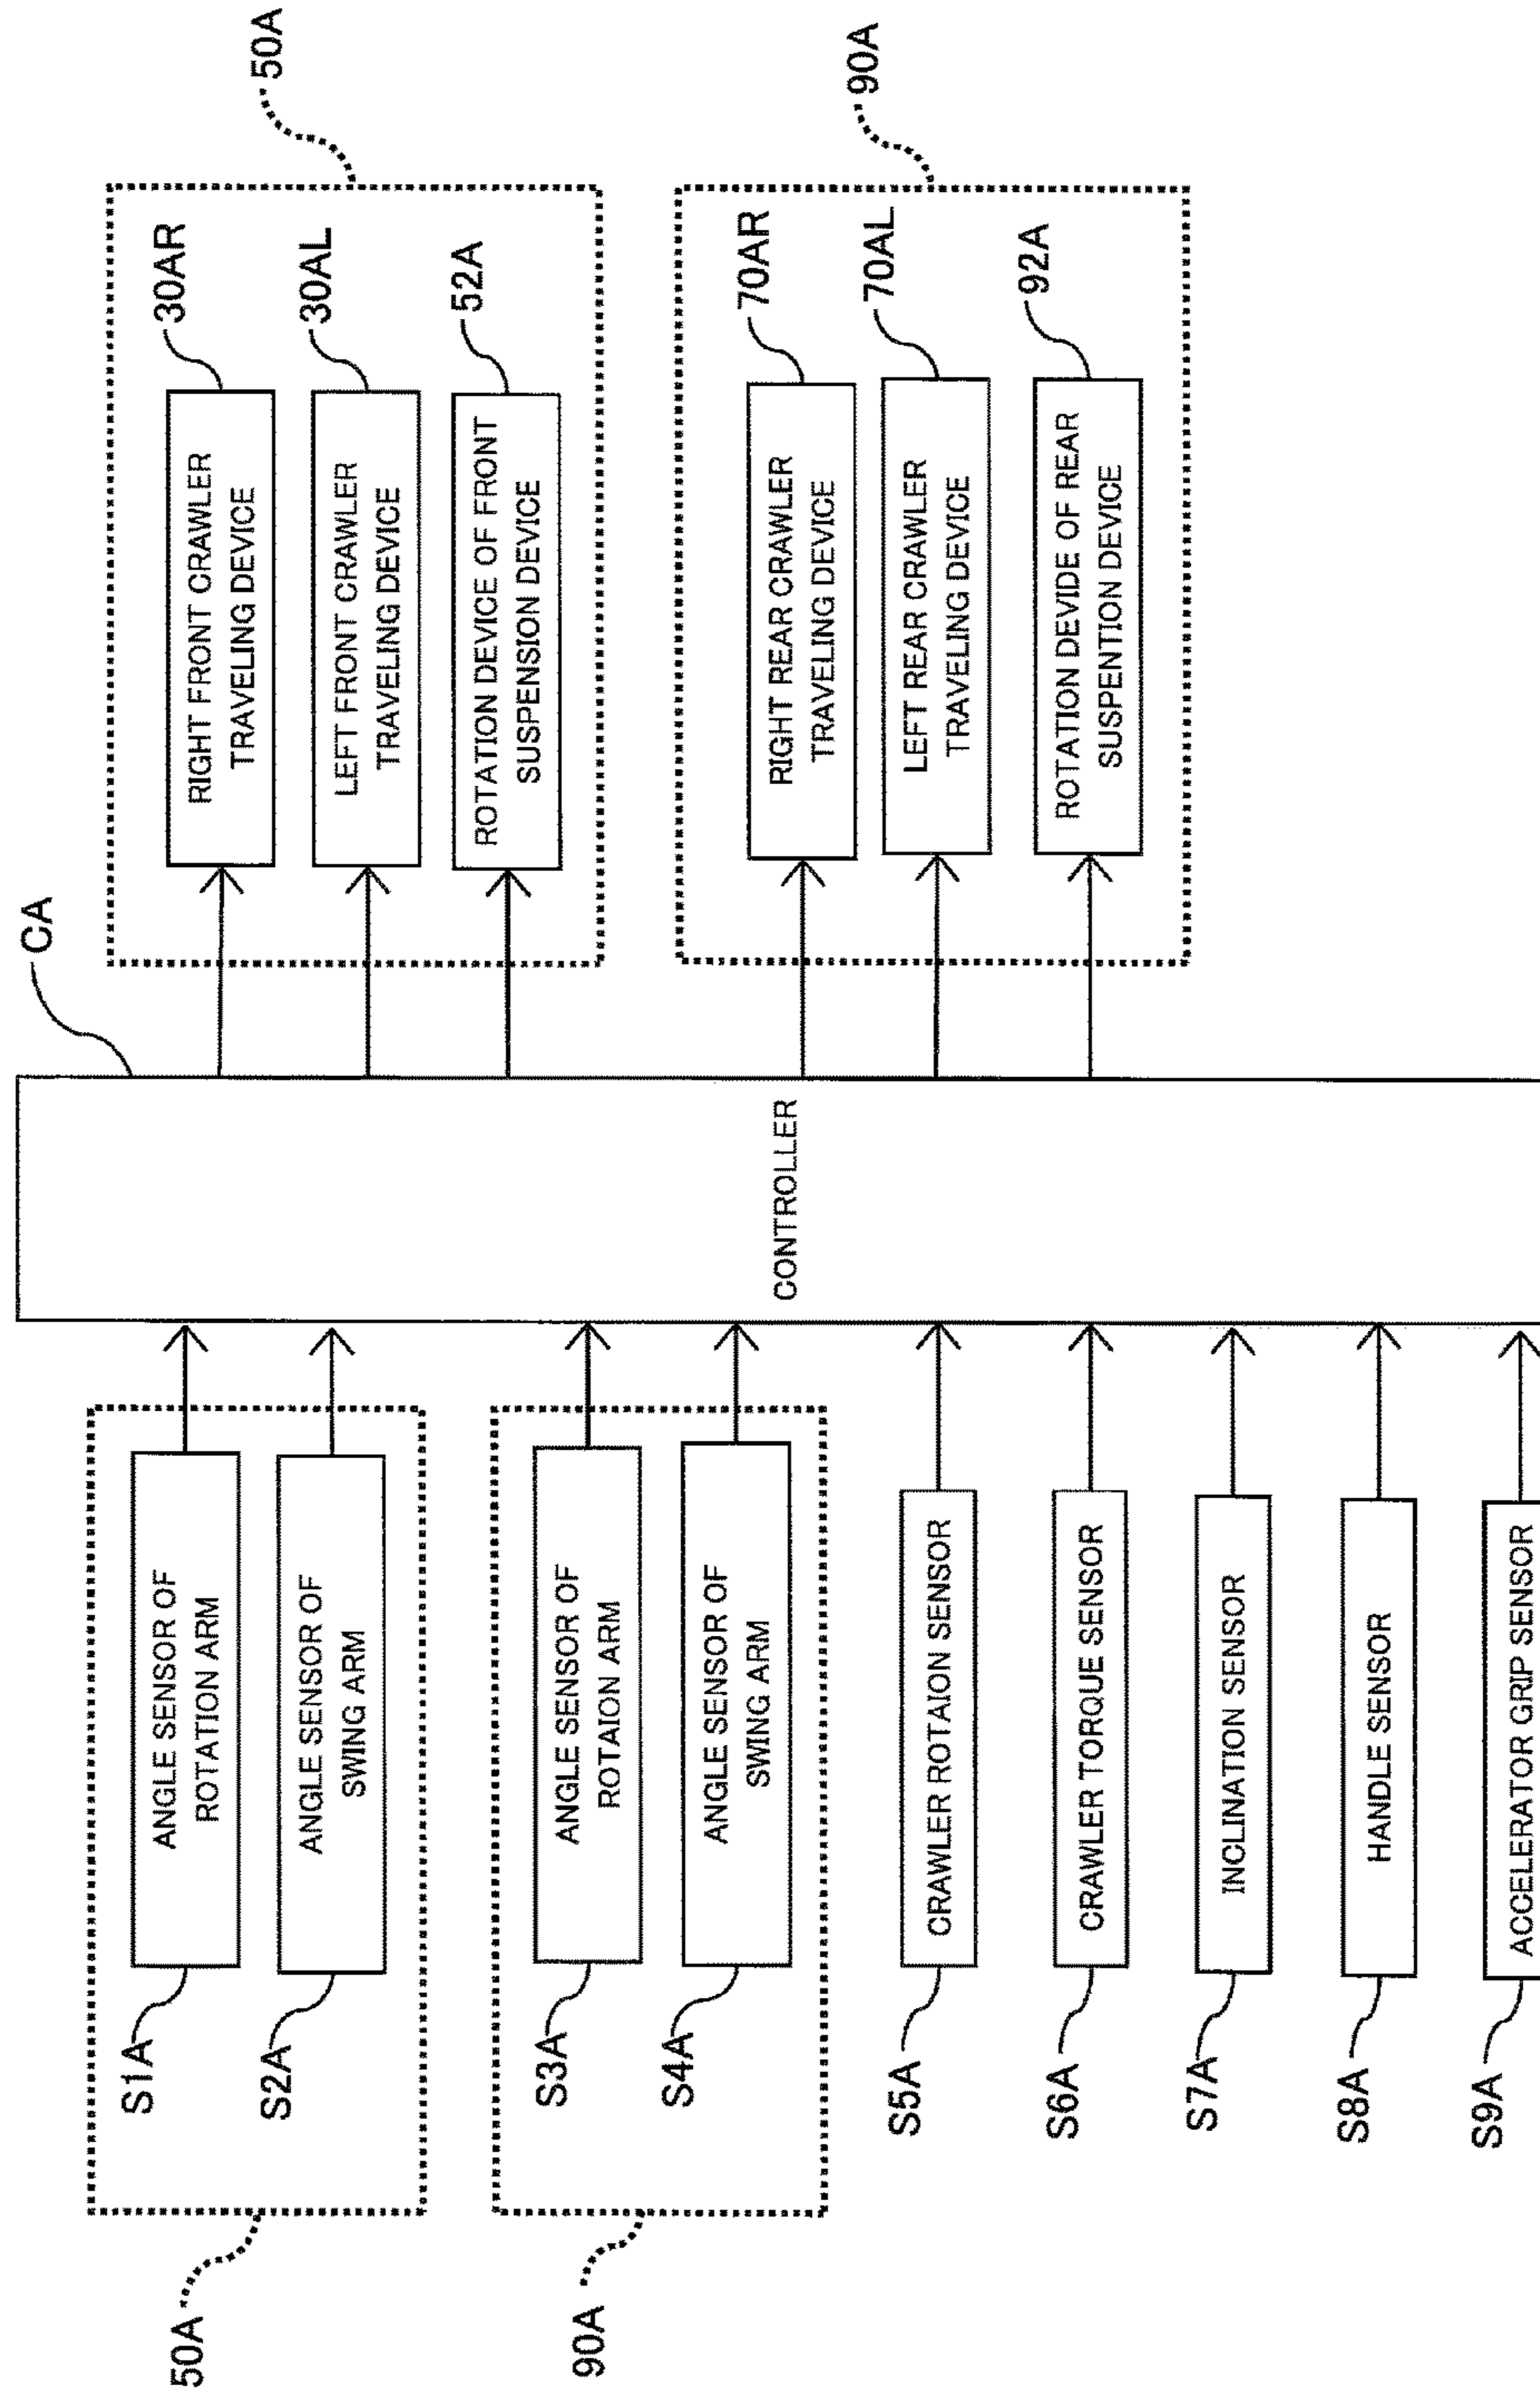 50A
S1A
ANGLE SENSOR OF
ROTATION ARM
S2A
ANGLE SENSOR OF
SWING ARM
90A
S3A
ANGLE SENSOR OF
ROTAION ARM
S4A
ANGLE SENSOR OF
SWING ARM
S5A
CRAWLER ROTAION SENSOR
S6A
CRAWLER TORQUE SENSOR
S7A
INCLINATION SENSOR
S8A
HANDLE SENSOR
S9A
ACCELERATOR GRIP SENSOR
CA
CONTROLLER
50A
RIGHT FRONT CRAWLER
TRAVELING DEVICE
30AR
LEFT FRONT CRAWLER
TRAVELING DEVICE
30AL
ROTATION DEVICE OF FRONT
SUSPENSION DEVICE
52A
90A
RIGHT REAR CRAWLER
TRAVELING DEVICE
70AR
LEFT REAR CRAWLER
TRAVELING DEVICE
70AL
ROTATION DEVIDE OF REAR
SUSPENTION DEVICE
92A